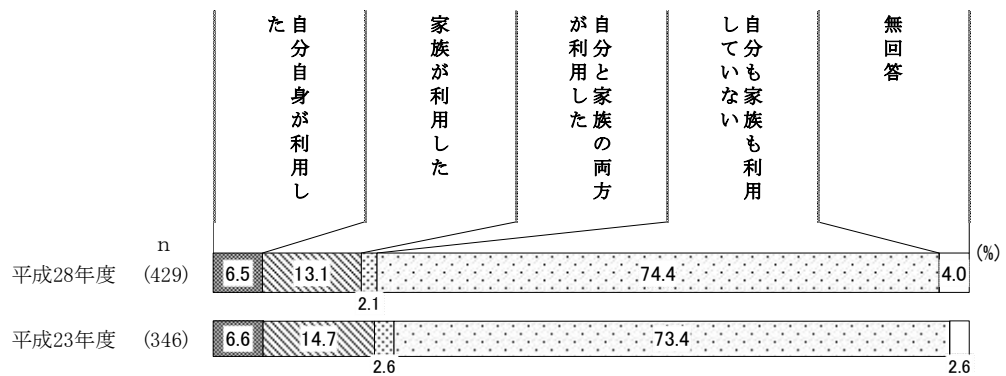 自分自身が利用し
た
家族が利用した
自分と家族の両方
が利用した
自分も家族も利用
していない
無回答
n
(%)
平成28年度 (429) 6.5 13.1 74.4 4.0
2.1
平成23年度 (346) 6.6 14.7 73.4
2.6 2.6